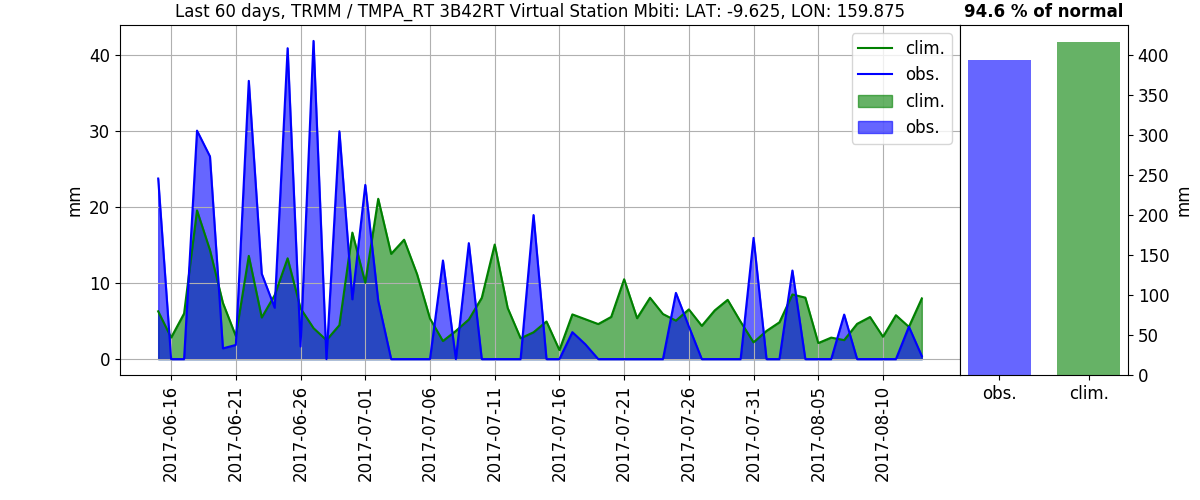 Last 60 days, TRMM / TMPA_RT 3B42RT Virtual Station Mbiti: LAT: -9.625, LON: 159.875
94.6 % of normal
clim.
obs.
clim.
obs.
40
30
20
10
0
mm
400
350
300
250
200
150
100
50
0
mm
2017-06-16
2017-06-21
2017-06-26
2017-07-01
2017-07-06
2017-07-11
2017-07-16
2017-07-21
2017-07-26
2017-07-31
2017-08-05
2017-08-10
obs.
clim.